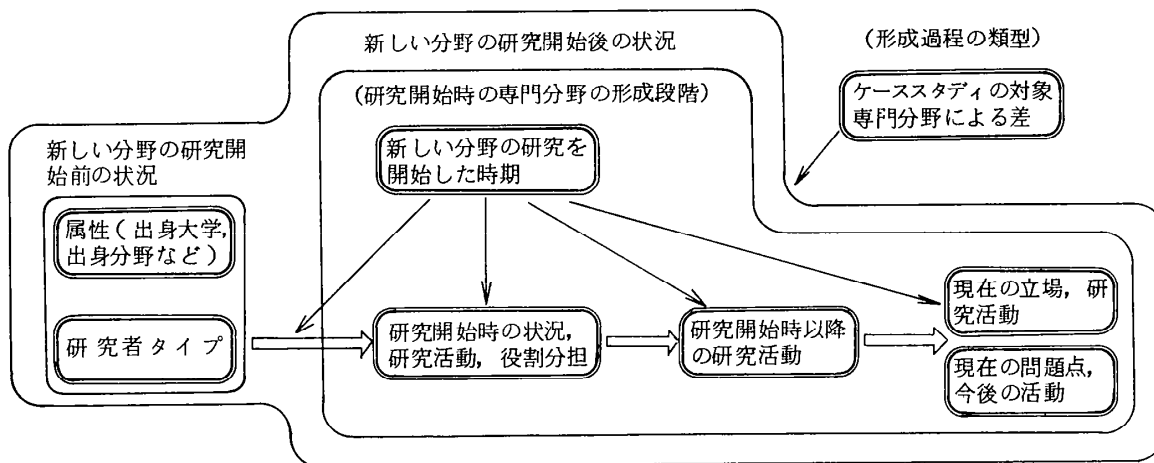 新しい分野の研究開始後の状況
(形成過程の類型)
(研究開始時の専門分野の形成段階)
ケーススタディの対象
専門分野による差
新しい分野の研究開
始前の状況
新しい分野の研究を
開始した時期
属性(出身大学,
出身分野など)
研究者タイプ
研究開始時の状況,
研究活動,役割分担
研究開始時以降
の研究活動
現在の立場,研
究活動
現在の問題点,
今後の活動